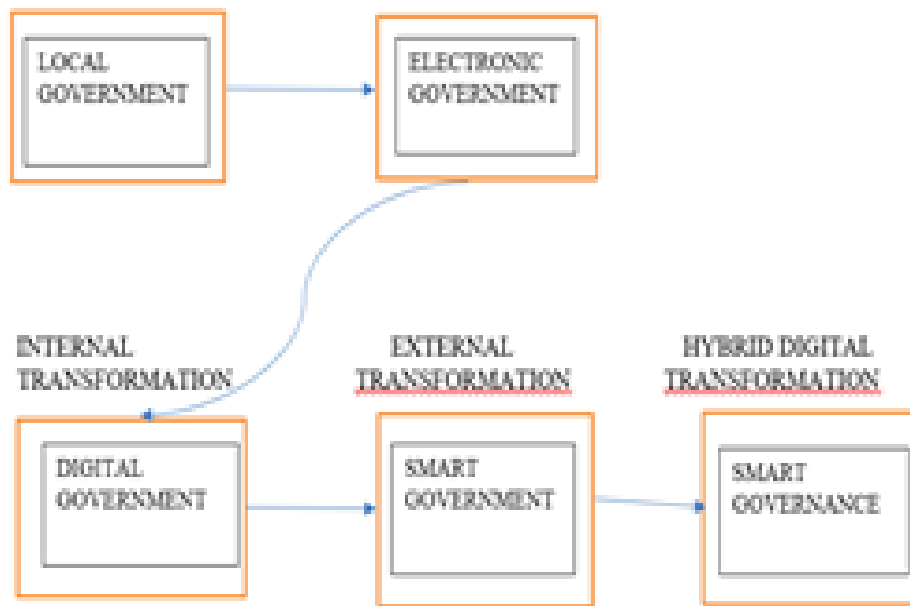 LOCAL
GOVERNMENT
ELECTRONIC
GOVERNMENT
INTERNAL
TRANSFORMATION
EXTERNAL
TRANSFORMATION
HYBRID DIGITAL
TRANSFORMATION
DIGITAL
GOVERNMENT
SMART
GOVERNMENT
SMART
GOVERNANCE